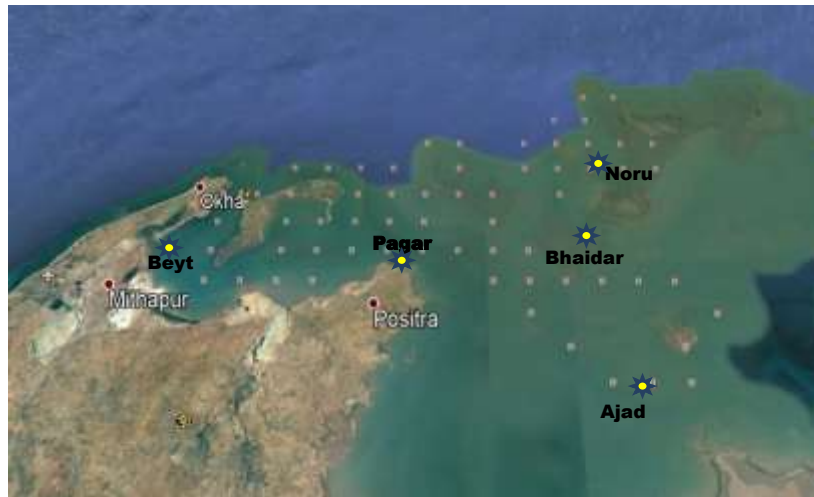 Noru
Okha
Pagar
Bhaidar
Beyt
Mithapur
Positra
Ajad